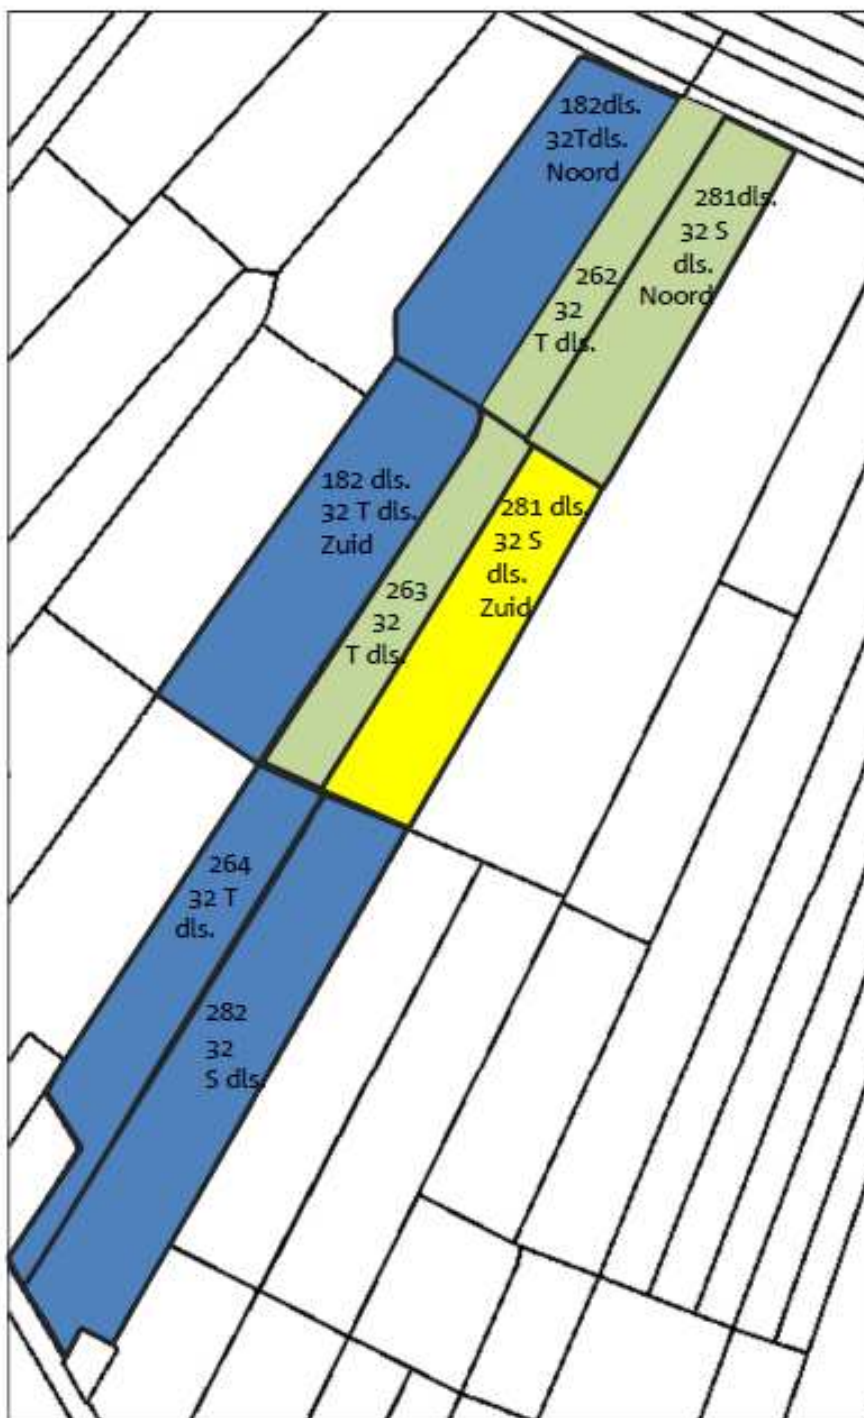 182dls.
32Tdls.
Noord
281dls.
32 S
dls.
Noord
262
32
T dls.
182 dls.
32 T dls.
Zuid
281 dls.
32 S
dls.
Zuid
263
32
T dls.
264
32 T
dls.
282
32
S dls.